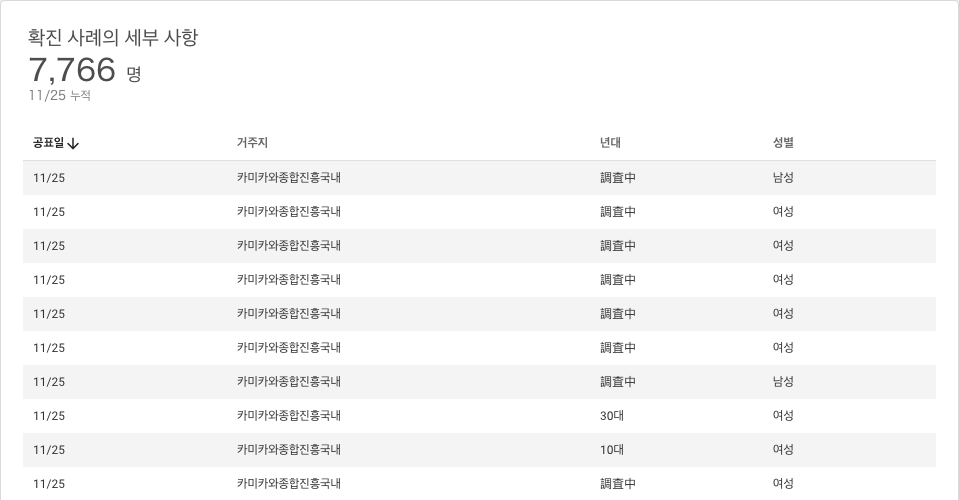 확진 사례의 세부 사항
7,766 명
11/25 누적
공표일 거주지 년대 성별
11/25 카미카와종합진흥국내 調査中 남성
11/25 카미카와종합진흥국내 調査中 여성
11/25 카미카와종합진흥국내 調査中 여성
11/25 카미카와종합진흥국내 調査中 여성
11/25 카미카와종합진흥국내 調査中 여성
11/25 카미카와종합진흥국내 調査中 여성
11/25 카미카와종합진흥국내 調査中 남성
11/25 카미카와종합진흥국내 30대 여성
11/25 카미카와종합진흥국내 10대 여성
11/25 카미카와종합진흥국내 調査中 여성